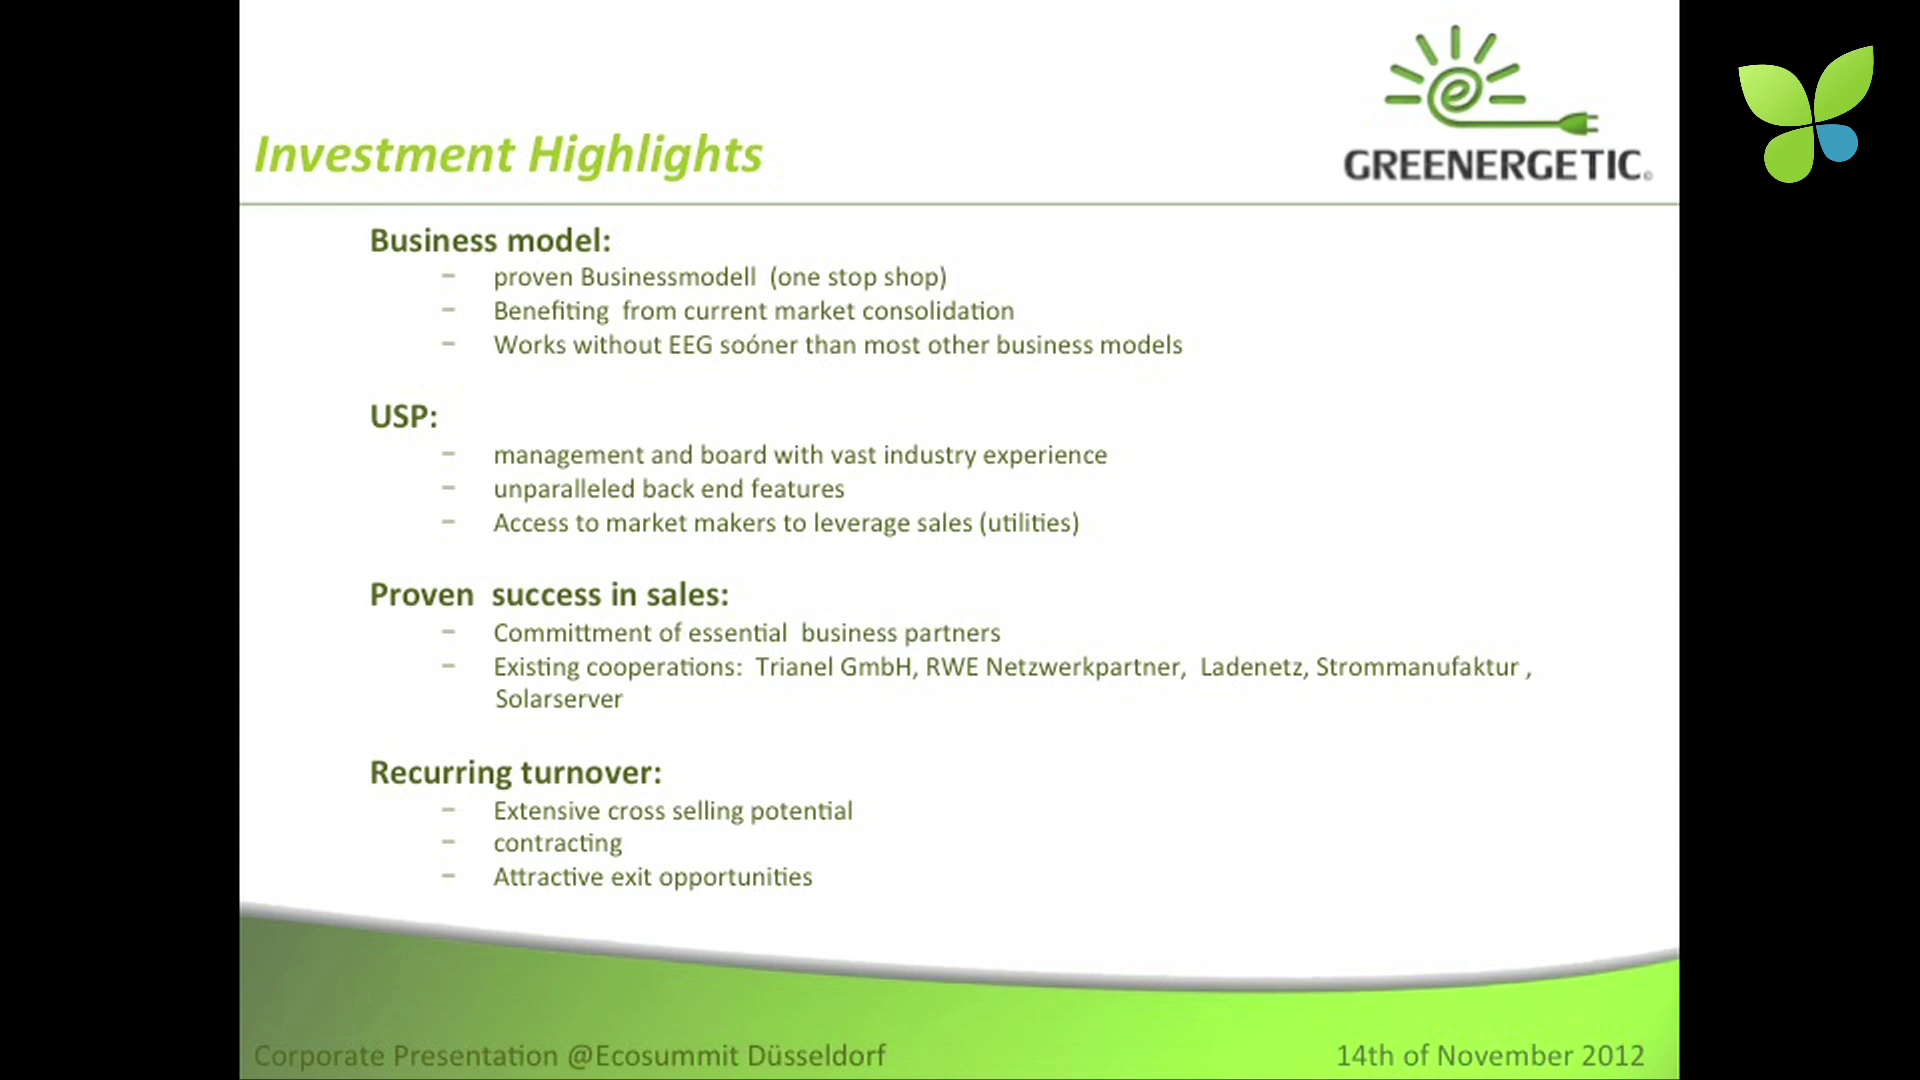 GREENERGETIC
Investment Highlights
Business model:
– proven Businessmodell (one stop shop)
– Benefiting from current market consolidation
– Works without EEG soóner than most other business models
USP:
– management and board with vast industry experience
– unparalleled back end features
– Access to market makers to leverage sales (utilities)
Proven success in sales:
– Committment of essential business partners
– Existing cooperations: Trianel GmbH, RWE Netzwerkpartner, Ladenetz, Strommanufaktur ,
Solarserver
Recurring turnover:
– Extensive cross selling potential
– contracting
– Attractive exit opportunities
Corporate Presentation @Ecosummit Düsseldorf
14th of November 2012